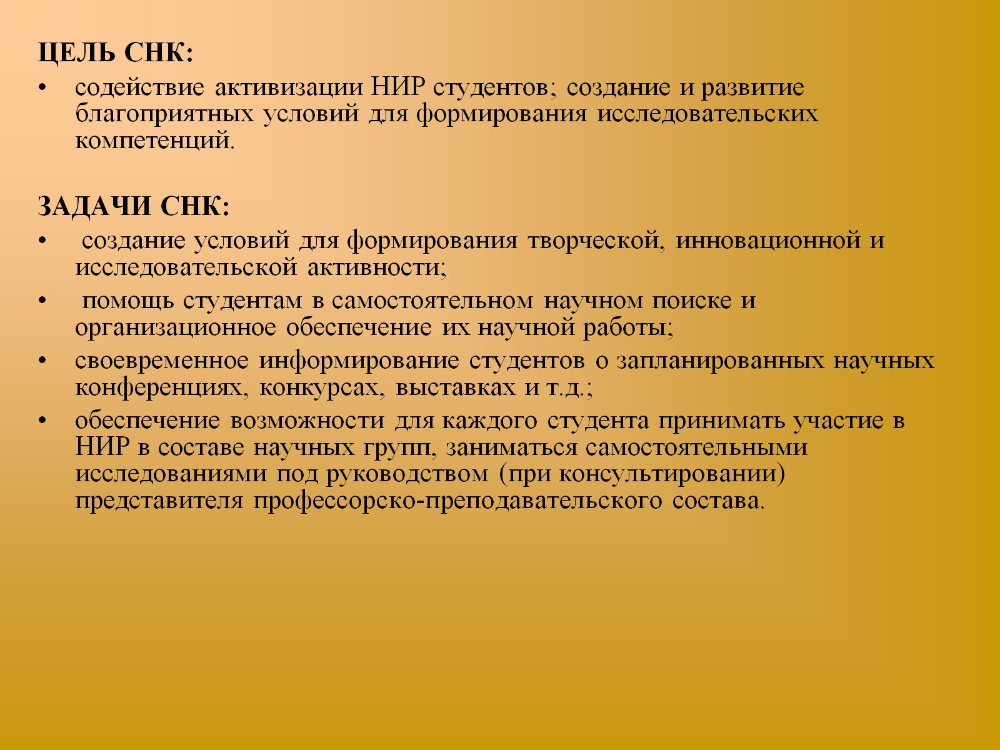 ЦЕЛЬ СНК:
• содействие активизации НИР студентов; создание и развитие
благоприятных условий для формирования исследовательских
компетенций.
ЗАДАЧИ СНК:
• создание условий для формирования творческой, инновационной и
исследовательской активности;
• помощь студентам в самостоятельном научном поиске и
организационное обеспечение их научной работы;
• своевременное информирование студентов о запланированных научных
конференциях, конкурсах, выставках и т.д.;
• обеспечение возможности для каждого студента принимать участие в
НИР в составе научных групп, заниматься самостоятельными
исследованиями под руководством (при консультировании)
представителя профессорско-преподавательского состава.